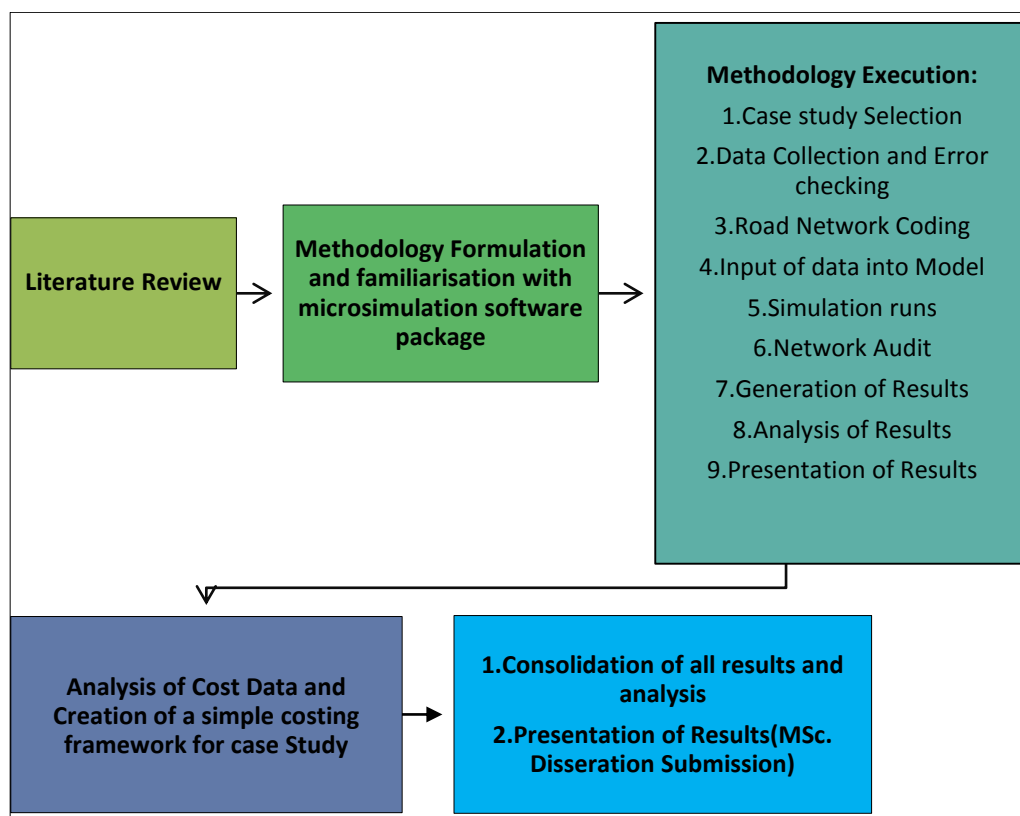 Literature Review
Methodology Formulation
and familiarisation with
microsimulation software
package
Methodology Execution:
1.Case study Selection
2.Data Collection and Error
checking
3.Road Network Coding
4.Input of data into Model
5.Simulation runs
6.Network Audit
7.Generation of Results
8.Analysis of Results
9.Presentation of Results
Analysis of Cost Data and
Creation of a simple costing
framework for case Study
1.Consolidation of all results and
analysis
2.Presentation of Results(MSc.
Disseration Submission)